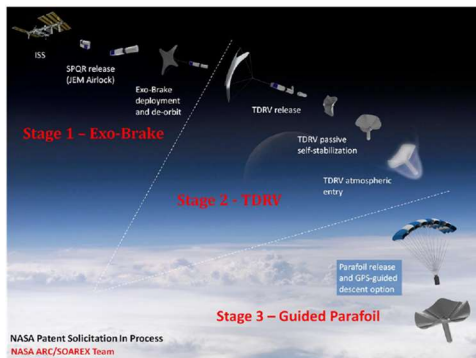 ISS
SPQR release
(JEM Airlock)
Exo-Brake
deployment
and de-orbit
Stage 1 – Exo-Brake
TDRV release
TDRV passive
self-stabilization
TDRV atmospheric
entry
Stage 2 - TDRV
Parafoil release
and GPS-guided
descent option
Stage 3 – Guided Parafoil
NASA Patent Solicitation In Process
NASA ARC/SOAREX Team